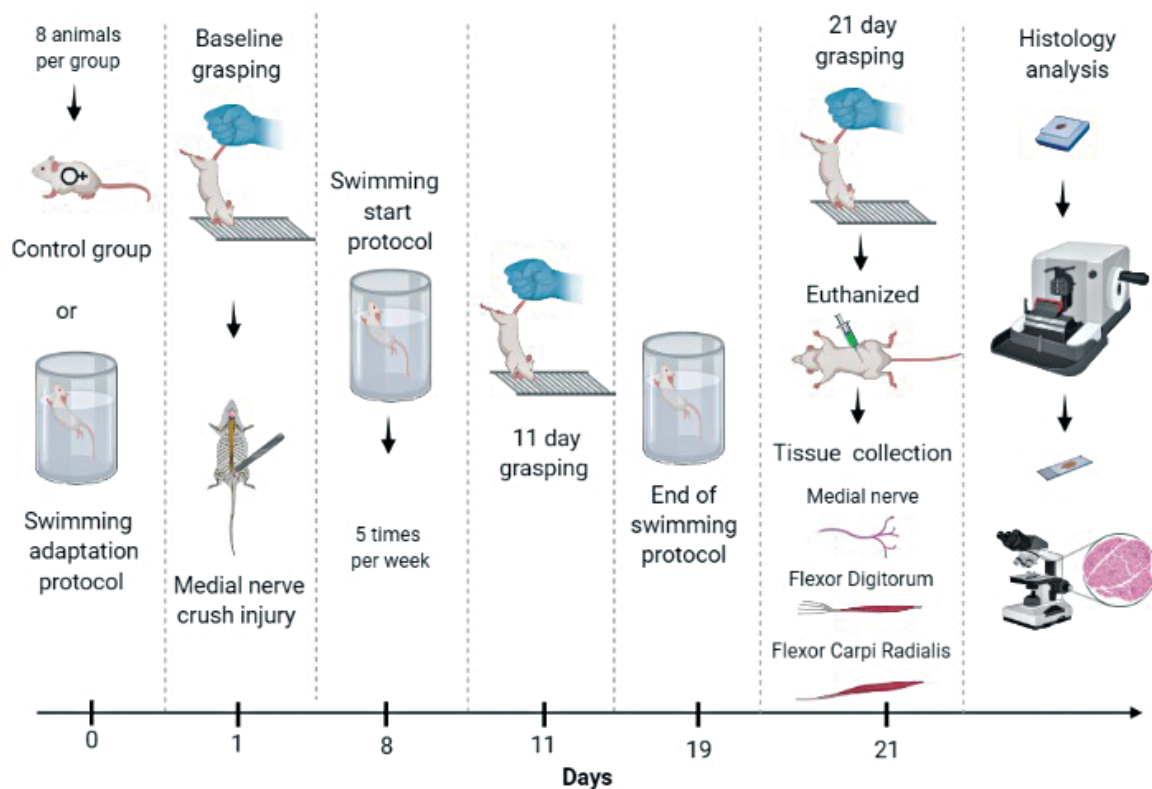 8 animals
per group
Control group
or
Swimming
adaptation
protocol
Baseline
grasping
Medial nerve
crush injury
Swimming
start
protocol
5 times
per week
11 day
grasping
End of
swimming
protocol
21 day
grasping
Euthanized
Tissue collection
Medial nerve
Flexor Digitorum
Flexor Carpi Radialis
Histology
analysis
0
1
8
11
19
21
Days